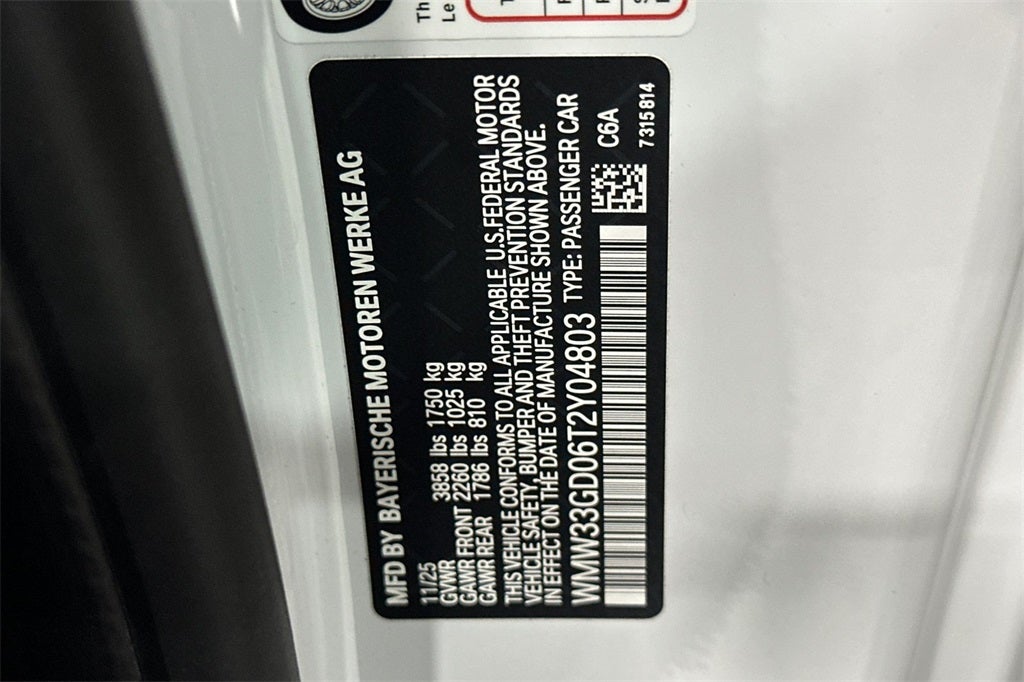 Th
Le
MFD BY BAYERISCHE MOTOREN WERKE AG
11/25
GVWR 3858 lbs 1750 kg
GAWR FRONT 2260 lbs 1025 kg
GAWR REAR 1786 lbs 810 kg
THIS VEHICLE CONFORMS TO ALL APPLICABLE U.S.FEDERAL MOTOR
VEHICLE SAFETY, BUMPER AND THEFT PREVENTION STANDARDS
IN EFFECT ON THE DATE OF MANUFACTURE SHOWN ABOVE.
WMW33GD06T2Y04803 TYPE: PASSENGER CAR
C6A
7315814